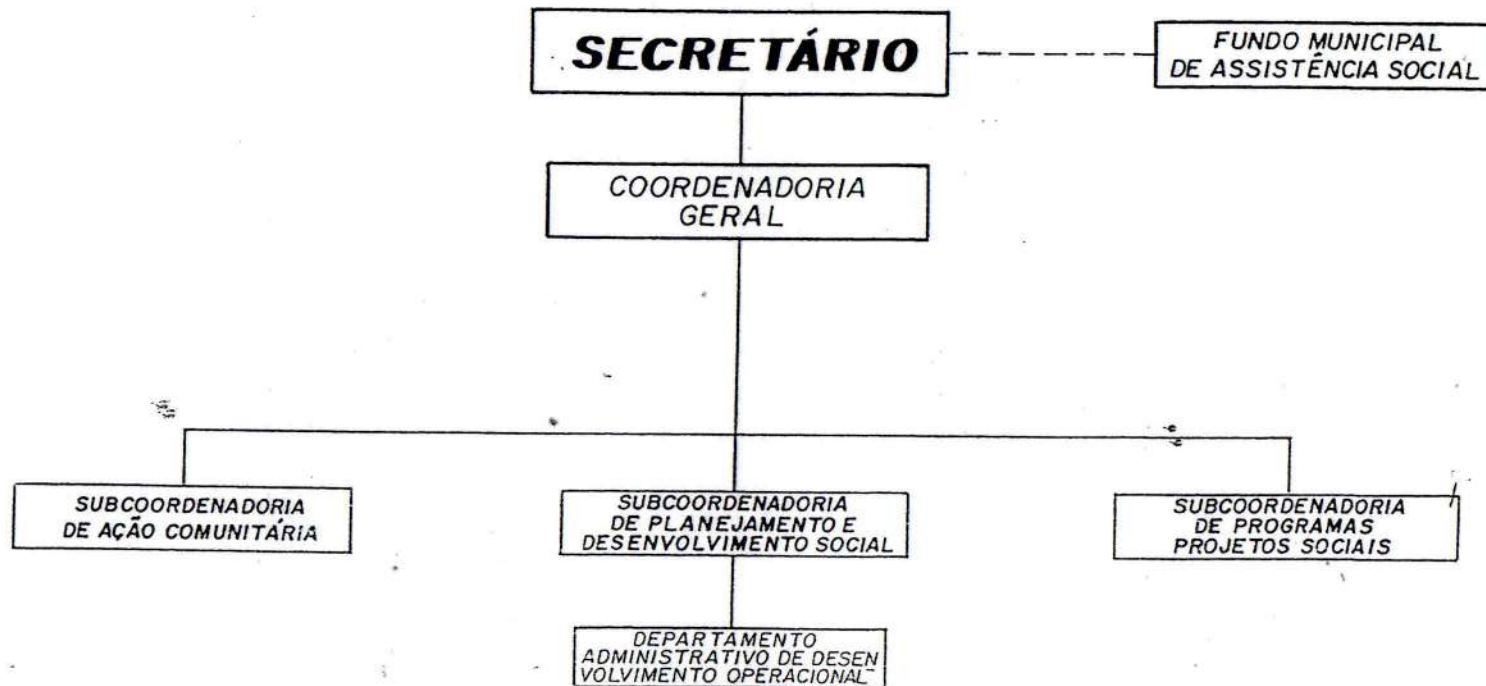 SECRETÁRIO
FUNDO MUNICIPAL
DE ASSISTÊNCIA SOCIAL
COORDENADORIA
GERAL
SUBCOORDENADORIA
DE AÇÃO COMUNITÁRIA
SUBCOORDENADORIA
DE PLANEJAMENTO E
DESENVOLVIMENTO SOCIAL
SUBCOORDENADORIA
DE PROGRAMAS
PROJETOS SOCIAIS
DEPARTAMENTO
ADMINISTRATIVO DE DESEN
VOLVIMENTO OPERACIONAL